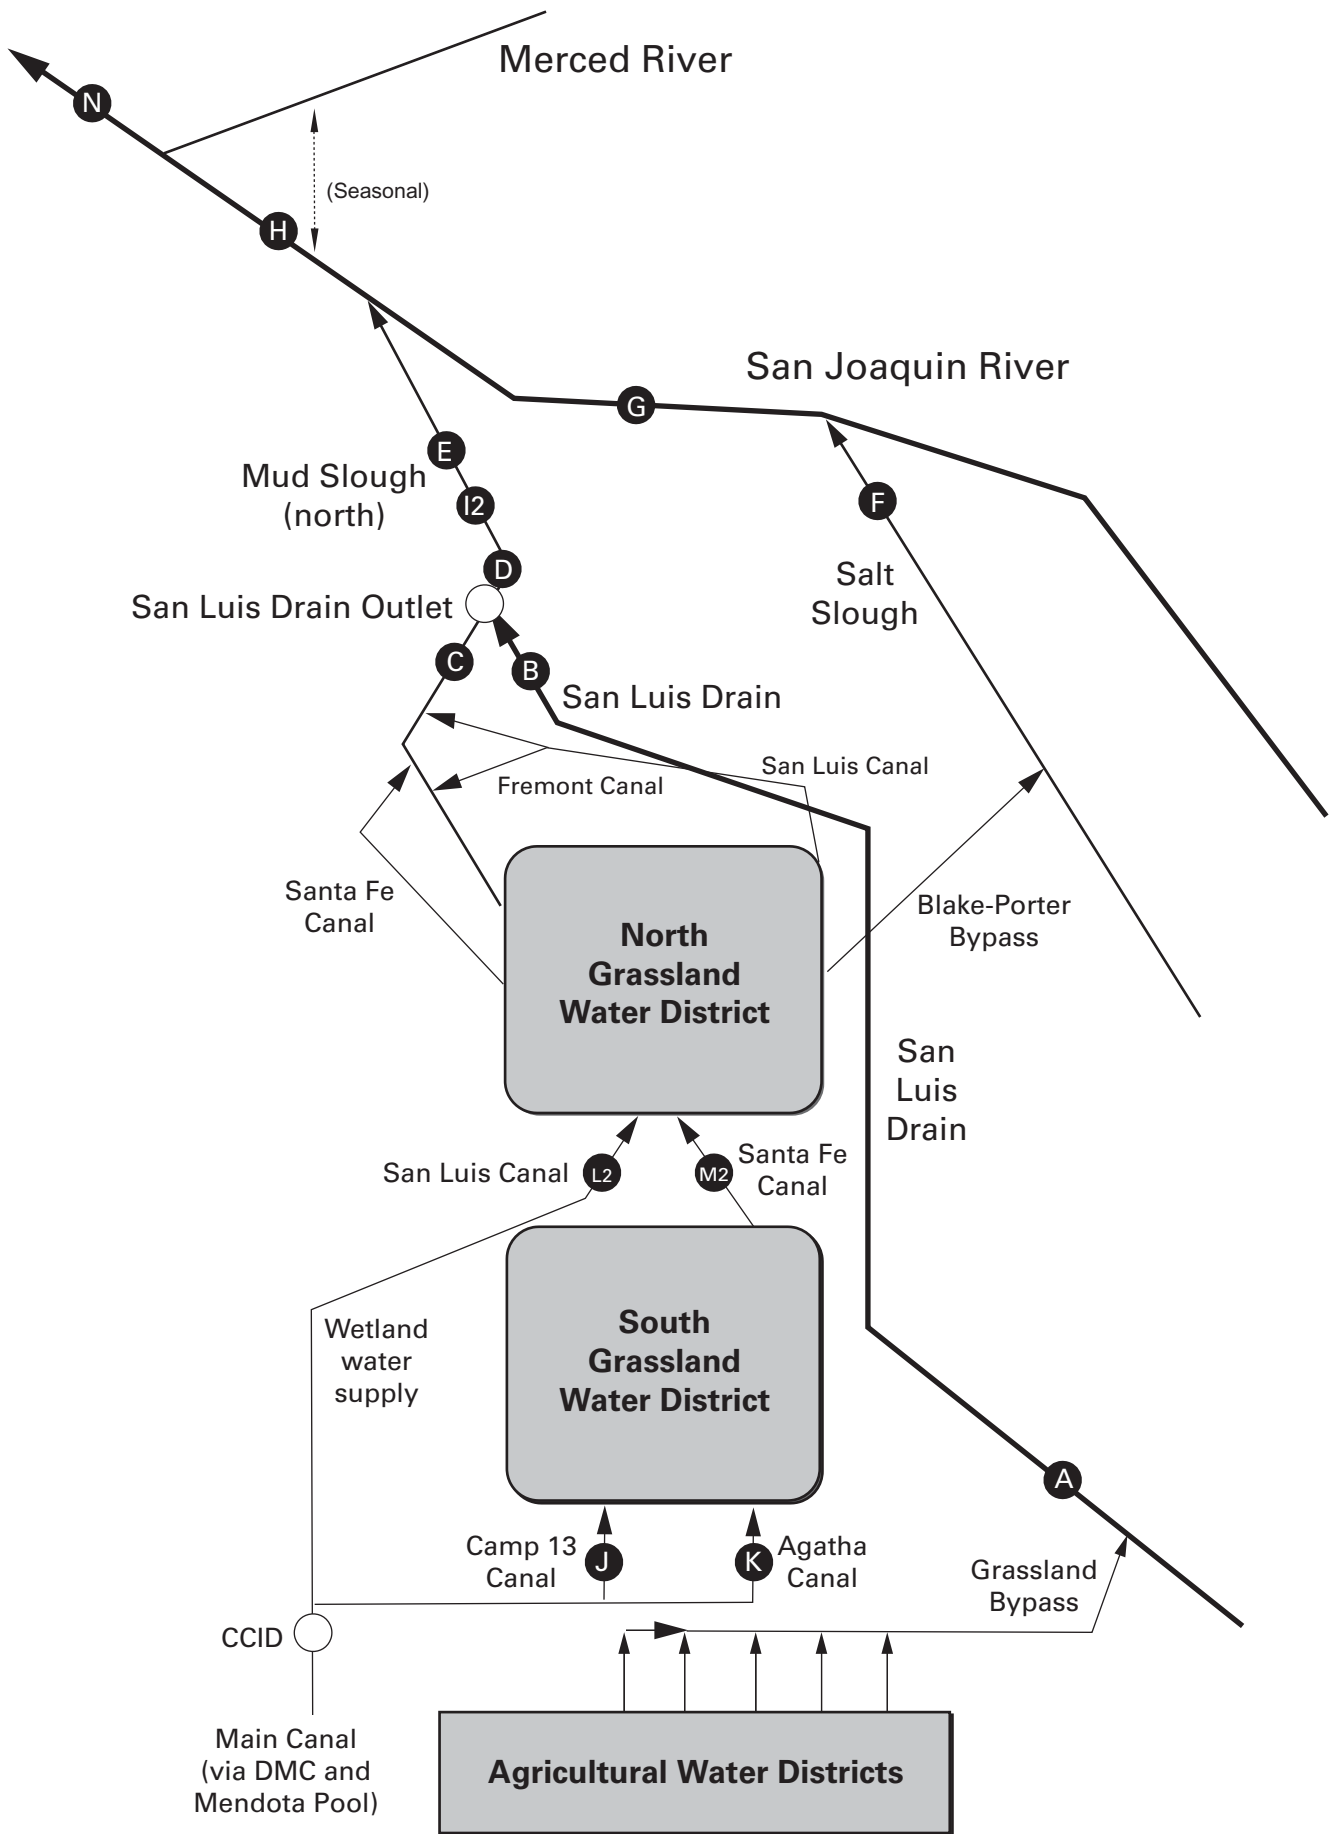 Merced River
N
(Seasonal)
H
San Joaquin River
G
E
Mud Slough
(north)
I2
F
D
Salt
Slough
San Luis Drain Outlet
C
B
San Luis Drain
San Luis Canal
Fremont Canal
Santa Fe
Canal
North
Grassland
Water District
Blake-Porter
Bypass
San
Luis
Drain
San Luis Canal
L2
M2
Santa Fe
Canal
Wetland
water
supply
South
Grassland
Water District
A
Camp 13
Canal
J
K
Agatha
Canal
Grassland
Bypass
CCID
Main Canal
(via DMC and
Mendota Pool)
Agricultural Water Districts